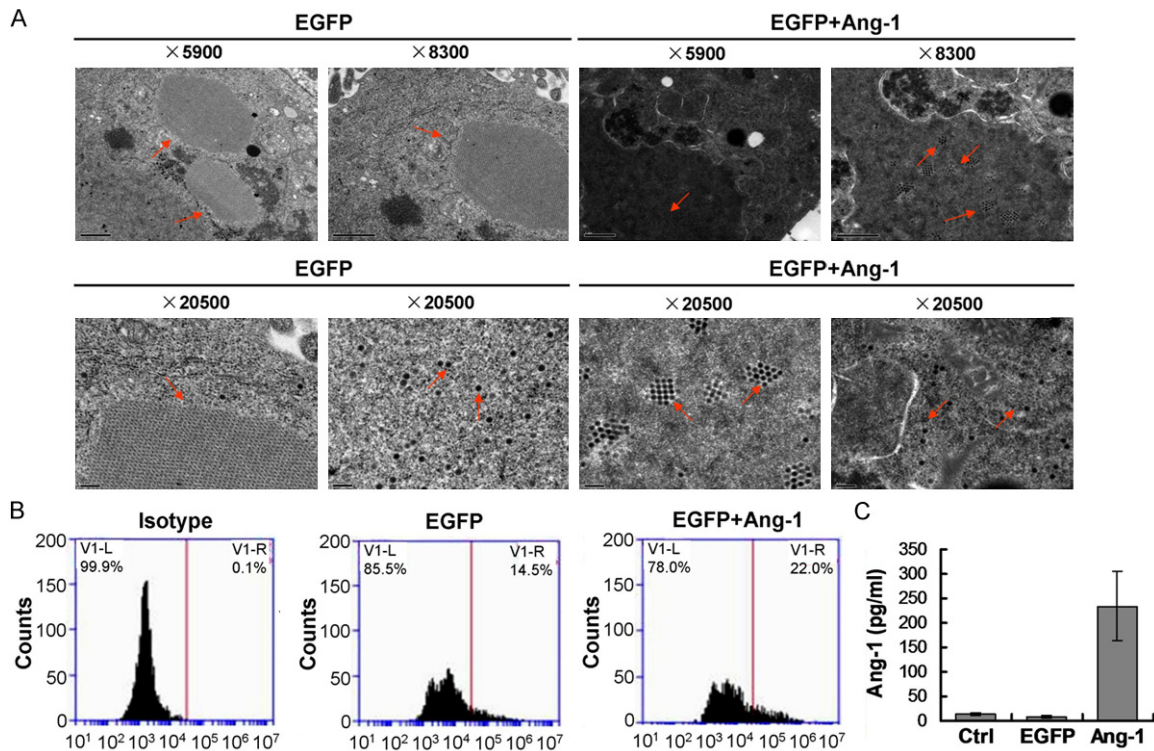 A
EGFP
EGFP+Ang-1
×5900
×8300
×5900
×8300
EGFP
EGFP+Ang-1
×20500
×20500
×20500
×20500
B
Isotype
EGFP
EGFP+Ang-1
Counts
200
150
100
50
0
V1-L
99.9%
V1-R
0.1%
10¹ 10² 10³ 10⁴ 10⁵ 10⁶ 10⁷
Counts
200
150
100
50
0
V1-L
85.5%
V1-R
14.5%
10¹ 10² 10³ 10⁴ 10⁵ 10⁶ 10⁷
Counts
200
150
100
50
0
V1-L
78.0%
V1-R
22.0%
10¹ 10² 10³ 10⁴ 10⁵ 10⁶ 10⁷
C
Ang-1 (pg/ml)
350
300
250
200
150
100
50
0
Ctrl EGFP Ang-1